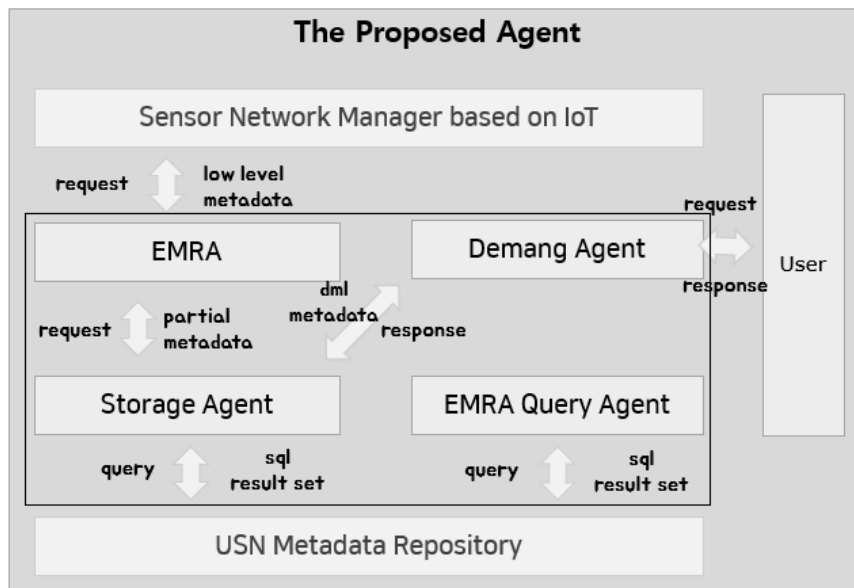 The Proposed Agent
Sensor Network Manager based on IoT
request
low level
metadata
request
EMRA
Demang Agent
User
response
dml
metadata
response
request
partial
metadata
Storage Agent
EMRA Query Agent
query
sql
result set
query
sql
result set
USN Metadata Repository